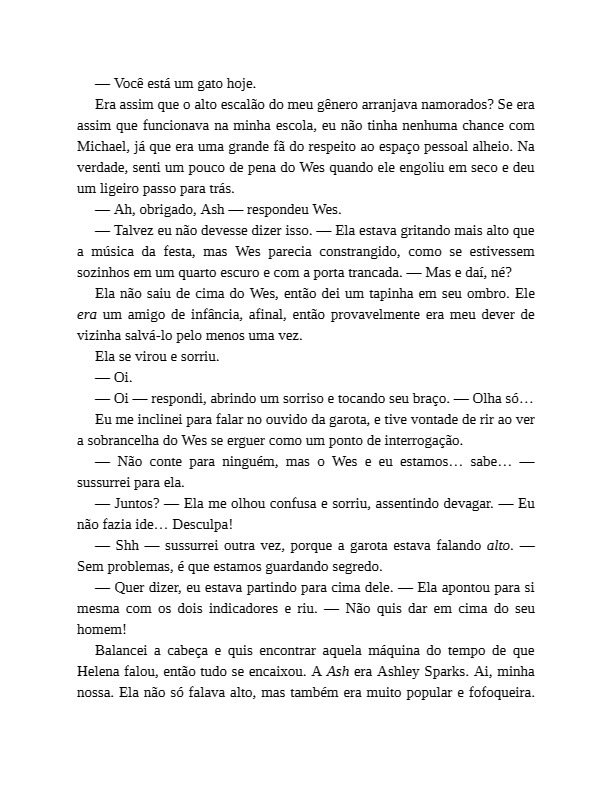 — Você está um gato hoje.
Era assim que o alto escalão do meu gênero arranjava namorados? Se era
assim que funcionava na minha escola, eu não tinha nenhuma chance com
Michael, já que era uma grande fã do respeito ao espaço pessoal alheio. Na
verdade, senti um pouco de pena do Wes quando ele engoliu em seco e deu
um ligeiro passo para trás.
— Ah, obrigado, Ash — respondeu Wes.
— Talvez eu não devesse dizer isso. — Ela estava gritando mais alto que
a música da festa, mas Wes parecia constrangido, como se estivessem
sozinhos em um quarto escuro e com a porta trancada. — Mas e daí, né?
Ela não saiu de cima do Wes, então dei um tapinha em seu ombro. Ele
era um amigo de infância, afinal, então provavelmente era meu dever de
vizinha salvá-lo pelo menos uma vez.
Ela se virou e sorriu.
— Oi.
— Oi — respondi, abrindo um sorriso e tocando seu braço. — Olha só…
Eu me inclinei para falar no ouvido da garota, e tive vontade de rir ao ver
a sobrancelha do Wes se erguer como um ponto de interrogação.
— Não conte para ninguém, mas o Wes e eu estamos… sabe… —
sussurrei para ela.
— Juntos? — Ela me olhou confusa e sorriu, assentindo devagar. — Eu
não fazia ide… Desculpa!
— Shh — sussurrei outra vez, porque a garota estava falando alto. —
Sem problemas, é que estamos guardando segredo.
— Quer dizer, eu estava partindo para cima dele. — Ela apontou para si
mesma com os dois indicadores e riu. — Não quis dar em cima do seu
homem!
Balancei a cabeça e quis encontrar aquela máquina do tempo de que
Helena falou, então tudo se encaixou. A Ash era Ashley Sparks. Ai, minha
nossa. Ela não só falava alto, mas também era muito popular e fofoqueira.